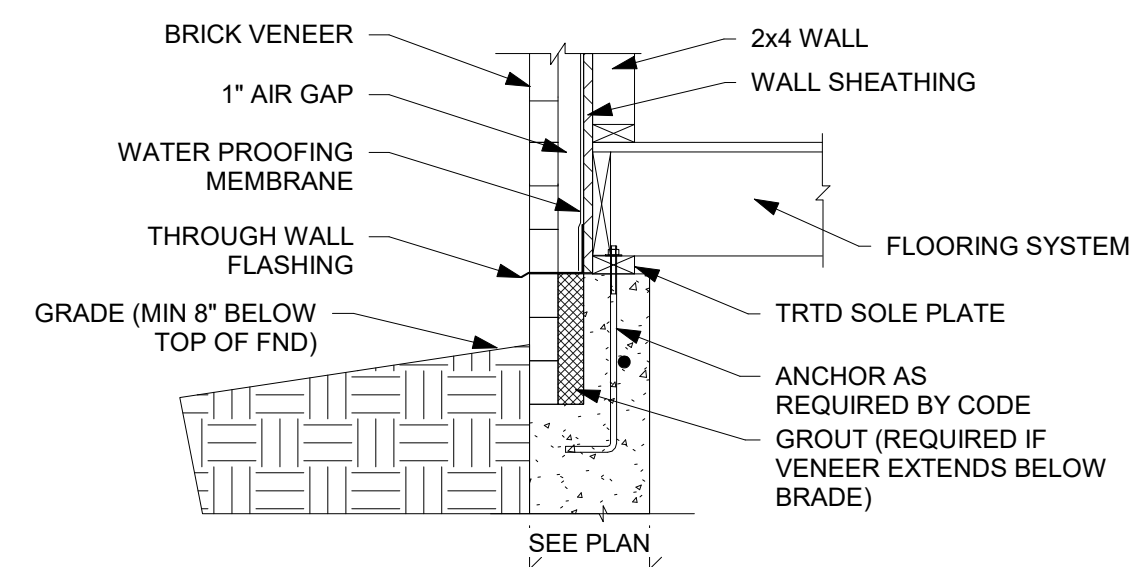 BRICK VENEER
1" AIR GAP
WATER PROOFING
MEMBRANE
THROUGH WALL
FLASHING
GRADE (MIN 8" BELOW
TOP OF FND)
2x4 WALL
WALL SHEATHING
FLOORING SYSTEM
TRTD SOLE PLATE
ANCHOR AS
REQUIRED BY CODE
GROUT (REQUIRED IF
VENEER EXTENDS BELOW
BRADE)
SEE PLAN